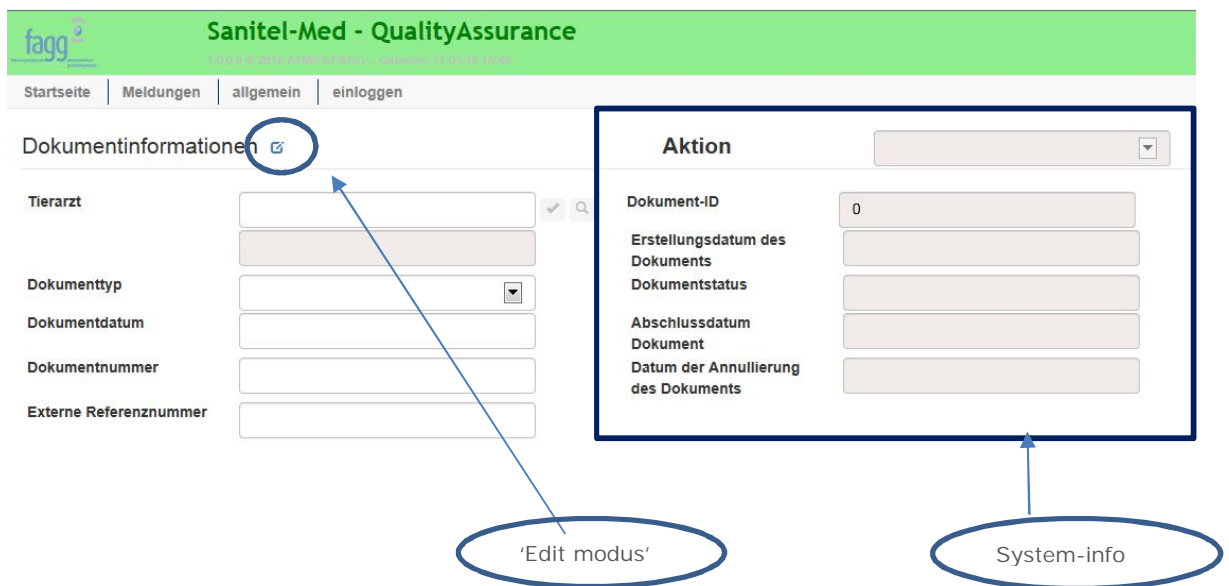 fagg
Sanitel-Med - QualityAssurance
Startseite Meldungen allgemein einloggen
Dokumentinformationen
Aktion
Tierarzt
Dokumenttyp
Dokumentdatum
Dokumentnummer
Externe Referenznummer
Dokument-ID 0
Erstellungsdatum des
Dokuments
Dokumentstatus
Abschlussdatum
Dokument
Datum der Annullierung
des Dokuments
'Edit modus'
System-info